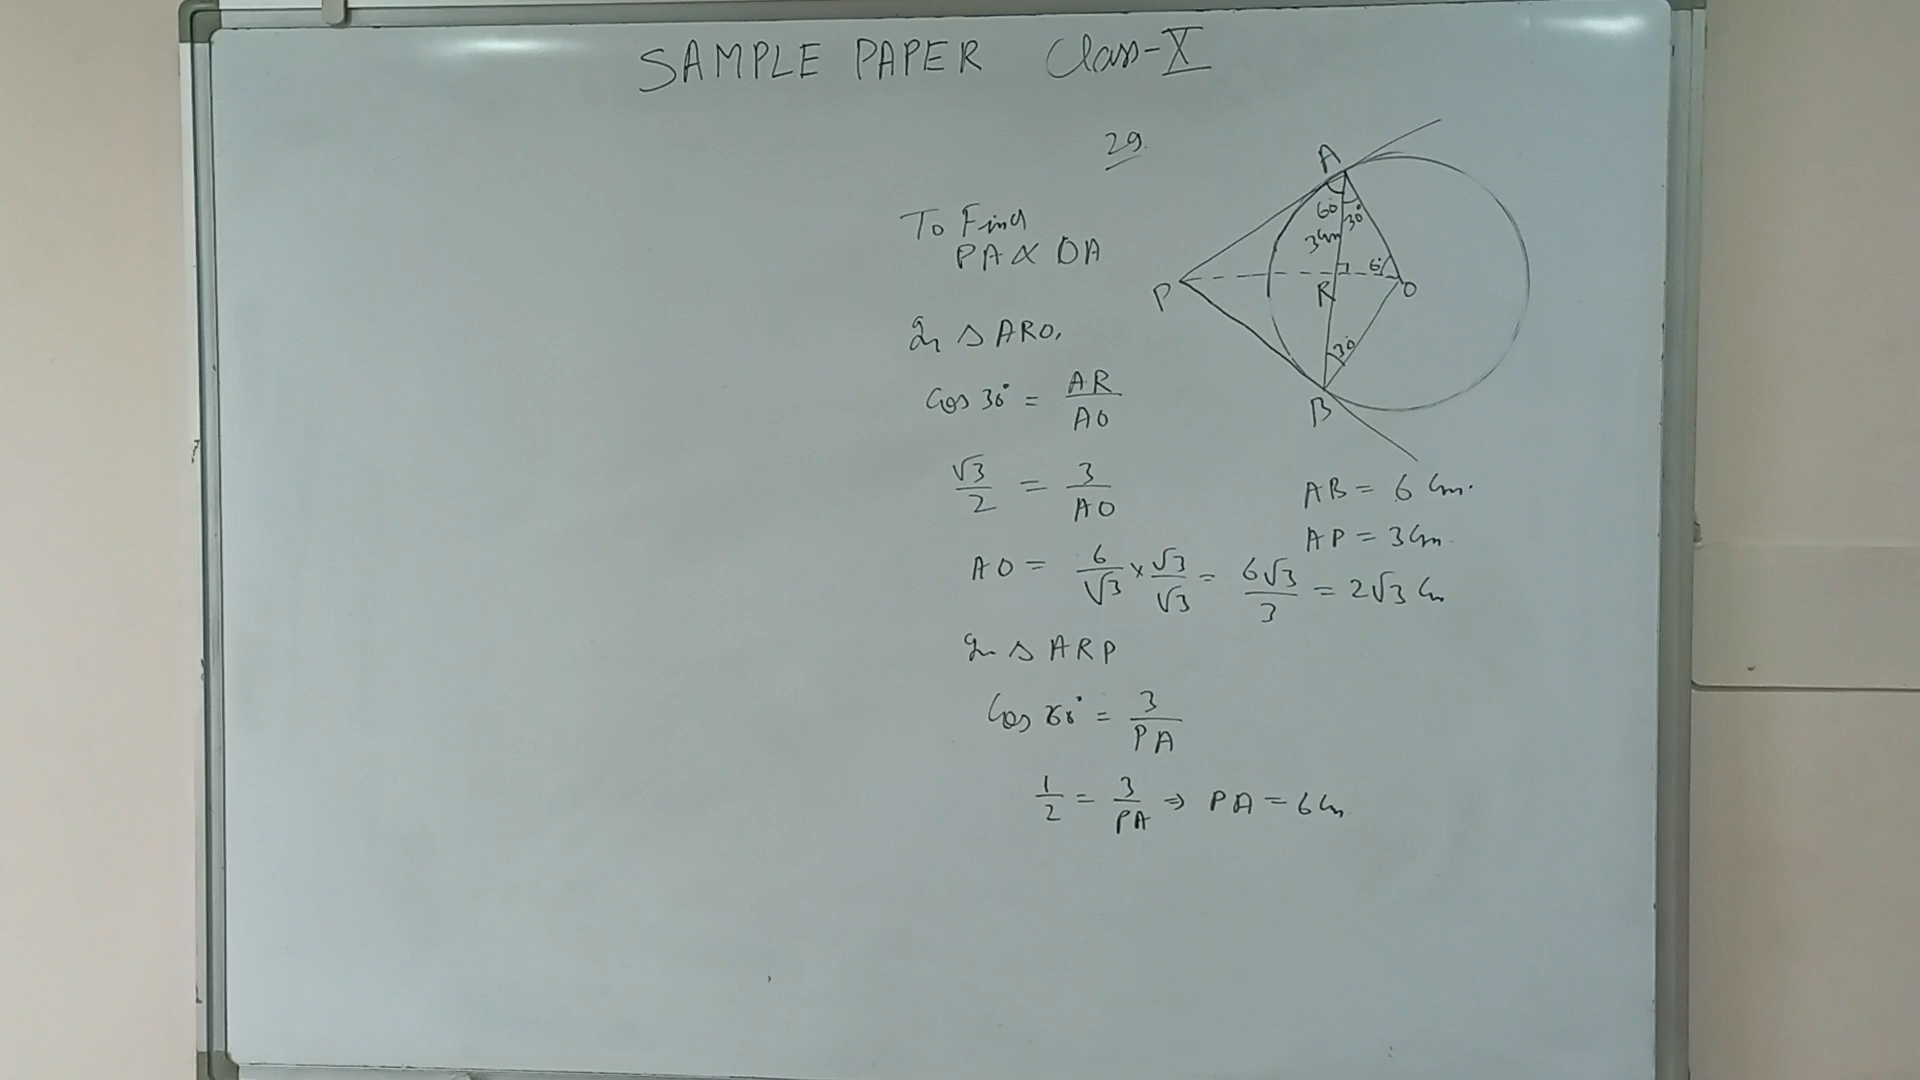 SAMPLE PAPER Class-X
29.
To Find
PA & OA
In Δ ARO,
Cos 30° = AR/AO
√3/2 = 3/AO
AO = 6/√3 × √3/√3 = 6√3/3 = 2√3 Cm
In Δ ARP
Cos 60° = 3/PA
1/2 = 3/PA ⇒ PA = 6 Cm
A
60° 30°
3Cm
60°
P R O
30°
B
AB = 6 Cm.
AP = 3 Cm.